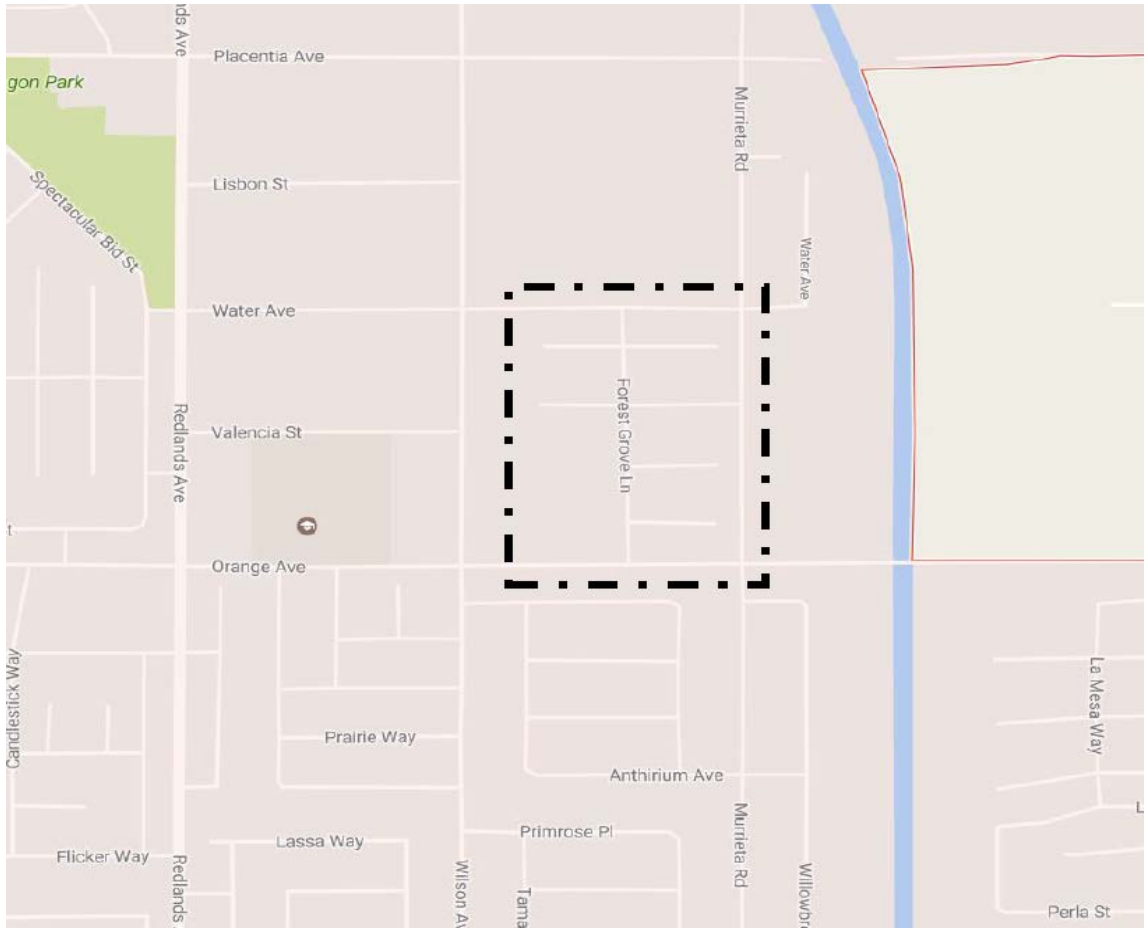 nds Ave
Placentia Ave
gon Park
Murrieta Rd
Lisbon St
Spectacular Bid St
Water Ave
Water Ave
Forest Grove Ln
Redlands Ave
Valencia St
t
Orange Ave
Candlestick Way
La Mesa Way
Prairie Way
Anthirium Ave
L
Primrose Pl
Murrieta Rd
Lassa Way
Flicker Way
Redlands
Wilson Av
Tama
Willowbr
Perla St